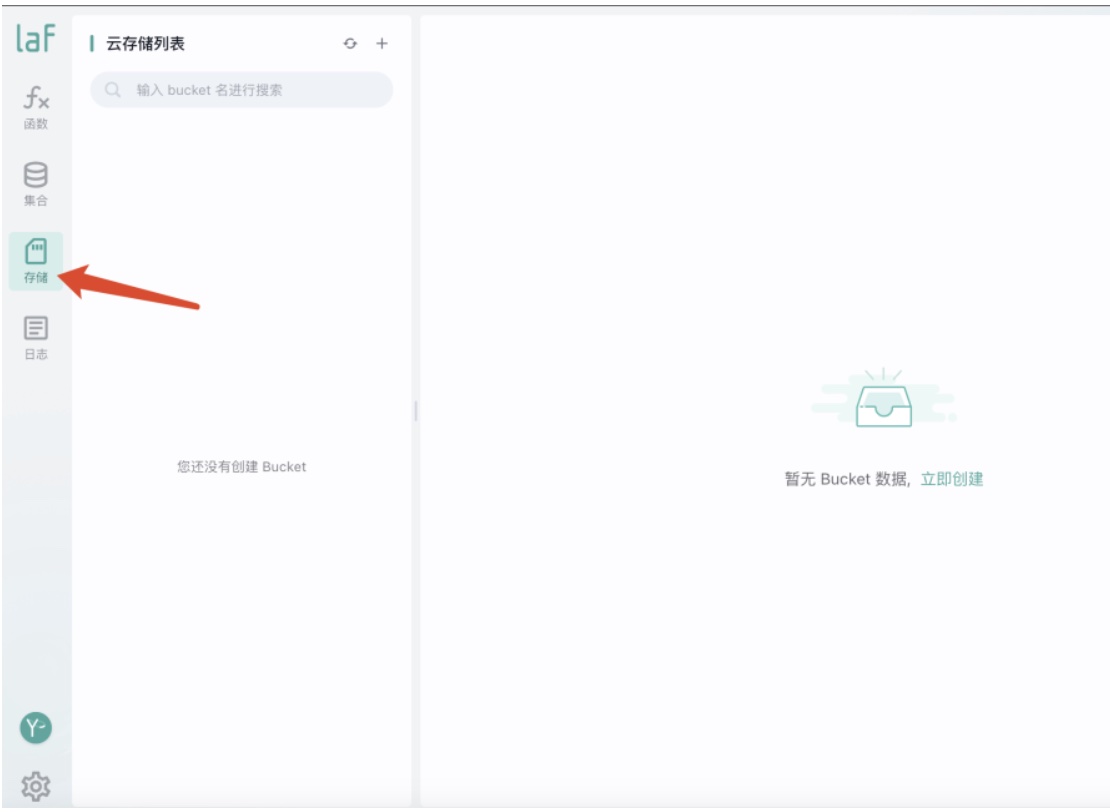 laf
函数
集合
存储
日志
Y
云存储列表
输入 bucket 名进行搜索
您还没有创建 Bucket
暂无 Bucket 数据, 立即创建